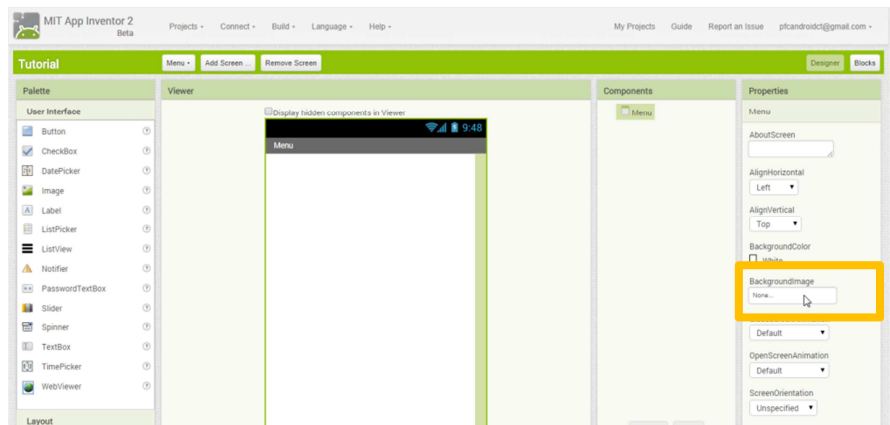 MIT App Inventor 2
Beta
Projects Connect Build Language Help
My Projects Guide Report an Issue pfcandroidct@gmail.com
Tutorial
Menu Add Screen ... Remove Screen
Designer Blocks
Palette
User Interface
Button
CheckBox
DatePicker
Image
Label
ListPicker
ListView
Notifier
PasswordTextBox
Slider
Spinner
TextBox
TimePicker
WebViewer
Layout
Viewer
Display hidden components in Viewer
9:48
Menu
Components
Menu
Properties
Menu
AboutScreen
AlignHorizontal
Left
AlignVertical
Top
BackgroundColor
White
BackgroundImage
None...
Default
OpenScreenAnimation
Default
ScreenOrientation
Unspecified